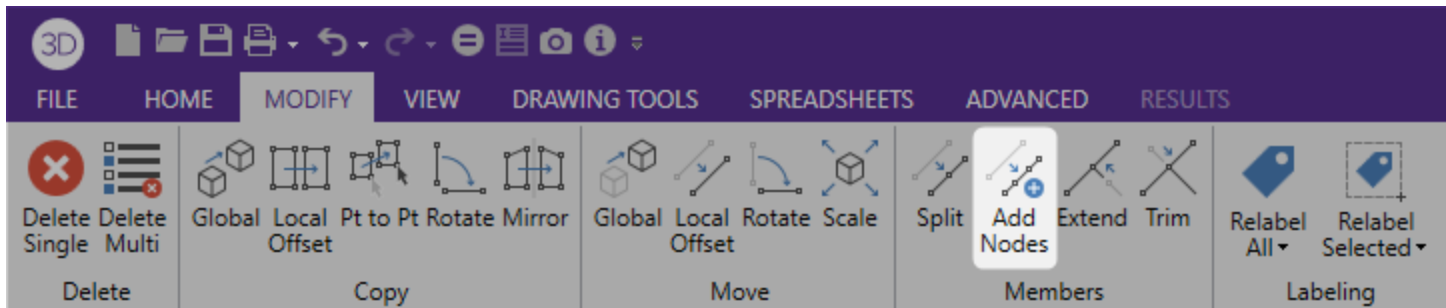 3D
FILE HOME MODIFY VIEW DRAWING TOOLS SPREADSHEETS ADVANCED RESULTS
Delete Delete Global Local Pt to Pt Rotate Mirror Global Local Rotate Scale Split Add Extend Trim Relabel Relabel
Single Multi Offset Offset Nodes All Selected
Delete Copy Move Members Labeling